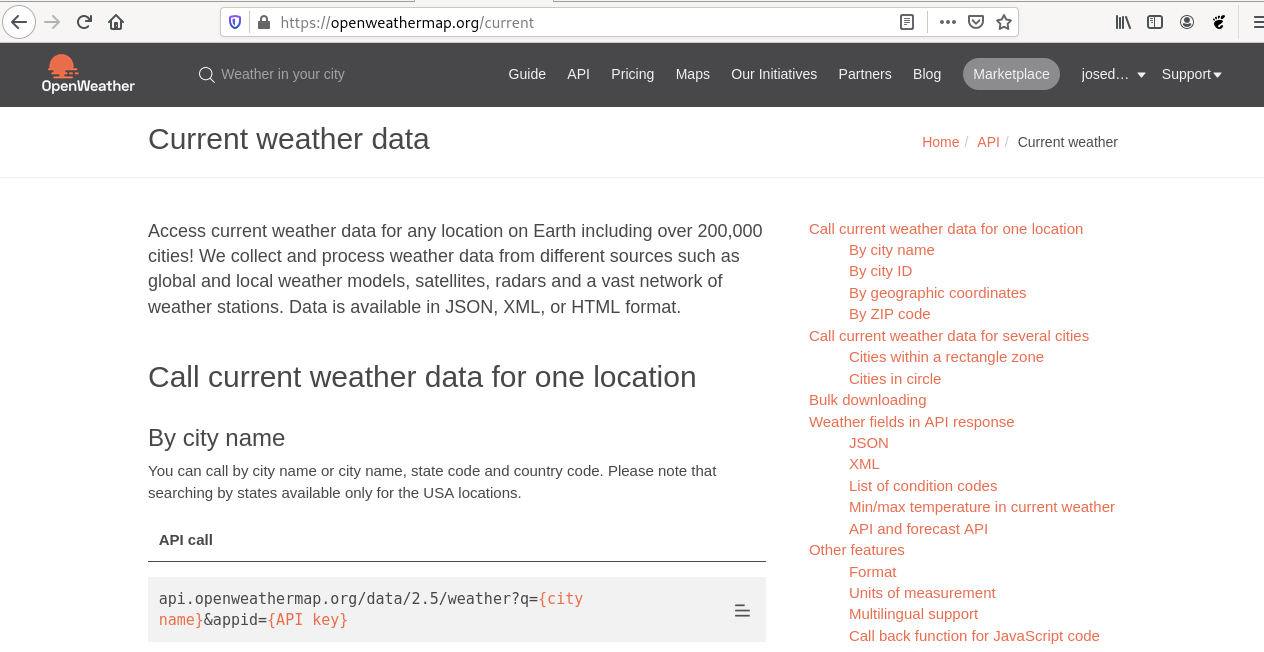 https://openweathermap.org/current
OpenWeather
Weather in your city
Guide API Pricing Maps Our Initiatives Partners Blog Marketplace josed… Support
Current weather data
Home / API / Current weather
Access current weather data for any location on Earth including over 200,000
cities! We collect and process weather data from different sources such as
global and local weather models, satellites, radars and a vast network of
weather stations. Data is available in JSON, XML, or HTML format.
Call current weather data for one location
By city name
You can call by city name or city name, state code and country code. Please note that
searching by states available only for the USA locations.
API call
api.openweathermap.org/data/2.5/weather?q={city
name}&appid={API key}
Call current weather data for one location
By city name
By city ID
By geographic coordinates
By ZIP code
Call current weather data for several cities
Cities within a rectangle zone
Cities in circle
Bulk downloading
Weather fields in API response
JSON
XML
List of condition codes
Min/max temperature in current weather
API and forecast API
Other features
Format
Units of measurement
Multilingual support
Call back function for JavaScript code